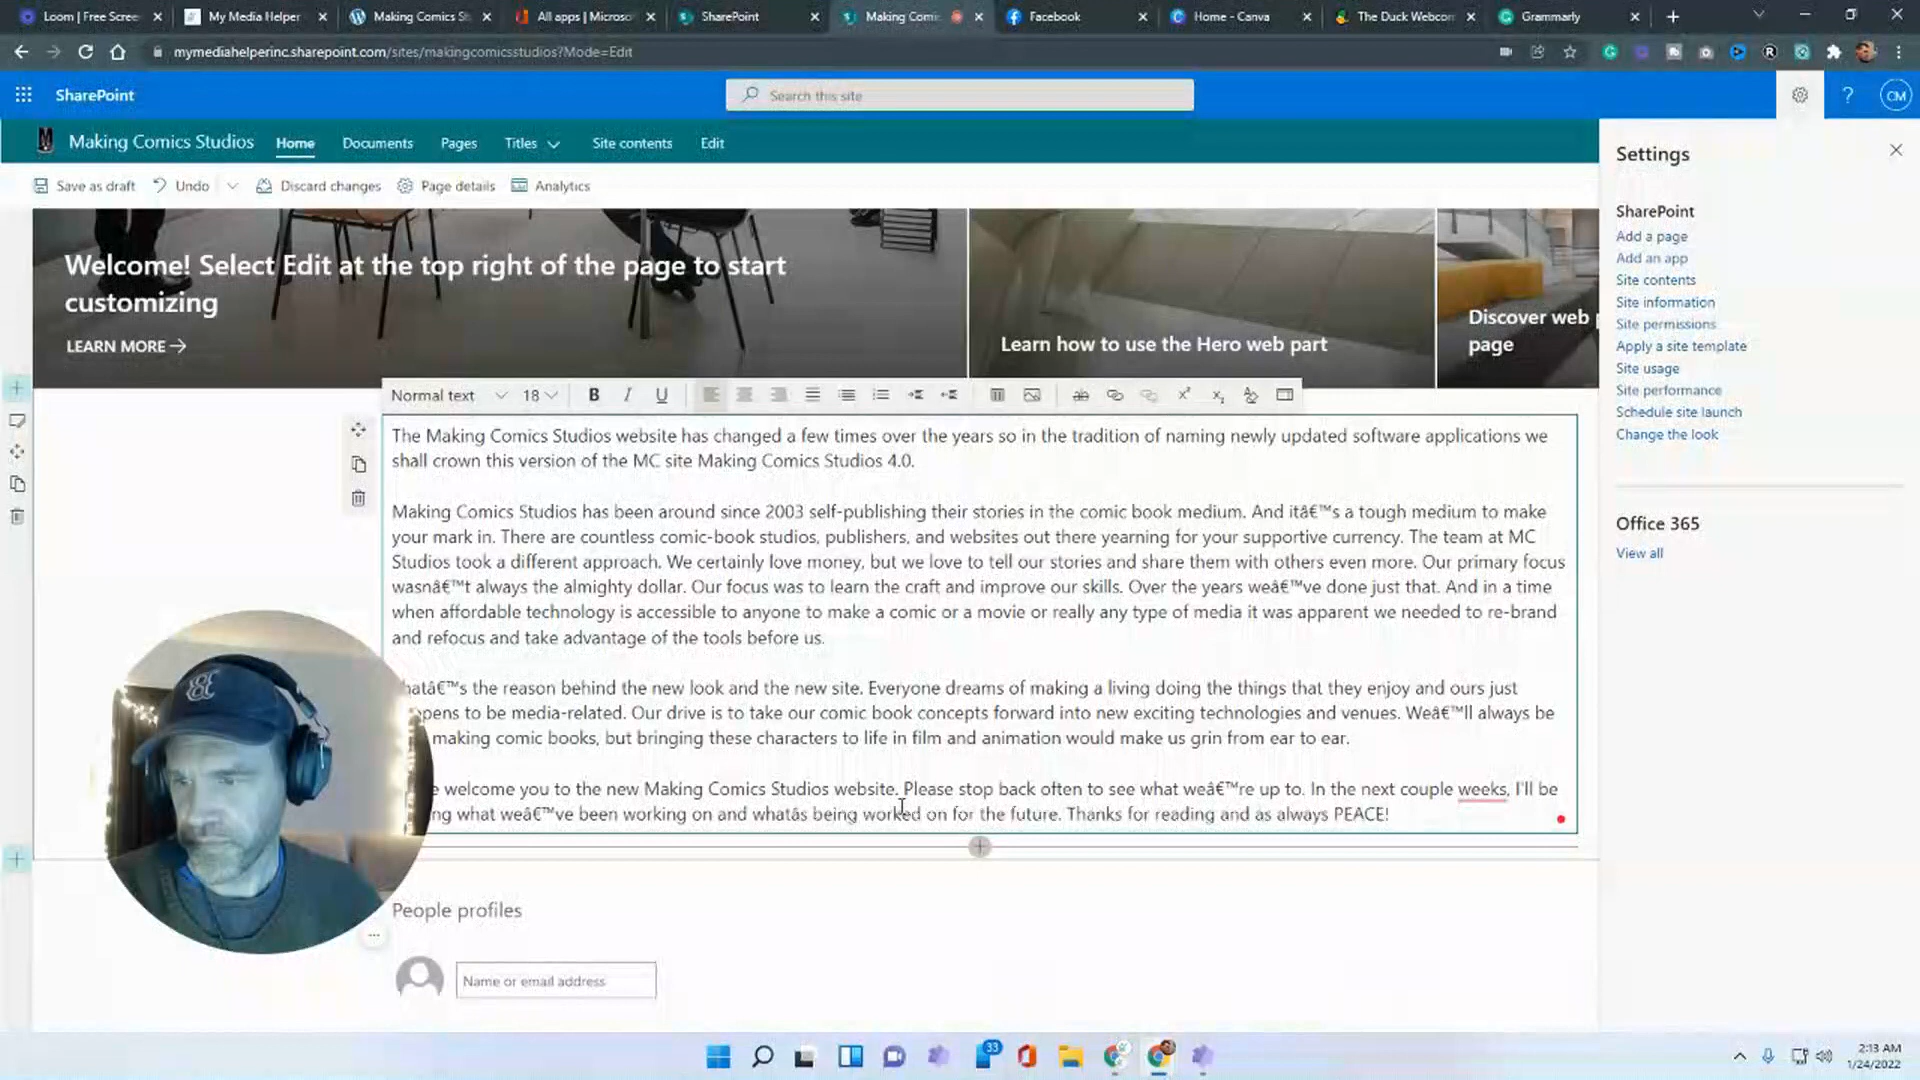 Loom | Free Scree
My Media Helper
Making Comics St
All apps | Microso
SharePoint
Making Comic
Facebook
Home - Canva
The Duck Webcom
Grammarly
mymediahelperinc.sharepoint.com/sites/makingcomicsstudios?Mode=Edit
SharePoint
Search this site
CM
Making Comics Studios
Home
Documents
Pages
Titles
Site contents
Edit
Save as draft
Undo
Discard changes
Page details
Analytics
Welcome! Select Edit at the top right of the page to start
customizing
LEARN MORE
Learn how to use the Hero web part
Discover web
page
Normal text
18
B
I
U
The Making Comics Studios website has changed a few times over the years so in the tradition of naming newly updated software applications we
shall crown this version of the MC site Making Comics Studios 4.0.
Making Comics Studios has been around since 2003 self-publishing their stories in the comic book medium. And itâ€™s a tough medium to make
your mark in. There are countless comic-book studios, publishers, and websites out there yearning for your supportive currency. The team at MC
Studios took a different approach. We certainly love money, but we love to tell our stories and share them with others even more. Our primary focus
wasnâ€™t always the almighty dollar. Our focus was to learn the craft and improve our skills. Over the years weâ€™ve done just that. And in a time
when affordable technology is accessible to anyone to make a comic or a movie or really any type of media it was apparent we needed to re-brand
and refocus and take advantage of the tools before us.
hatâ€™s the reason behind the new look and the new site. Everyone dreams of making a living doing the things that they enjoy and ours just
pens to be media-related. Our drive is to take our comic book concepts forward into new exciting technologies and venues. Weâ€™ll always be
making comic books, but bringing these characters to life in film and animation would make us grin from ear to ear.
e welcome you to the new Making Comics Studios website. Please stop back often to see what weâ€™re up to. In the next couple weeks, I'll be
ng what weâ€™ve been working on and whatâs being worked on for the future. Thanks for reading and as always PEACE!
People profiles
Name or email address
Settings
SharePoint
Add a page
Add an app
Site contents
Site information
Site permissions
Apply a site template
Site usage
Site performance
Schedule site launch
Change the look
Office 365
View all
33
2:13 AM
1/24/2022